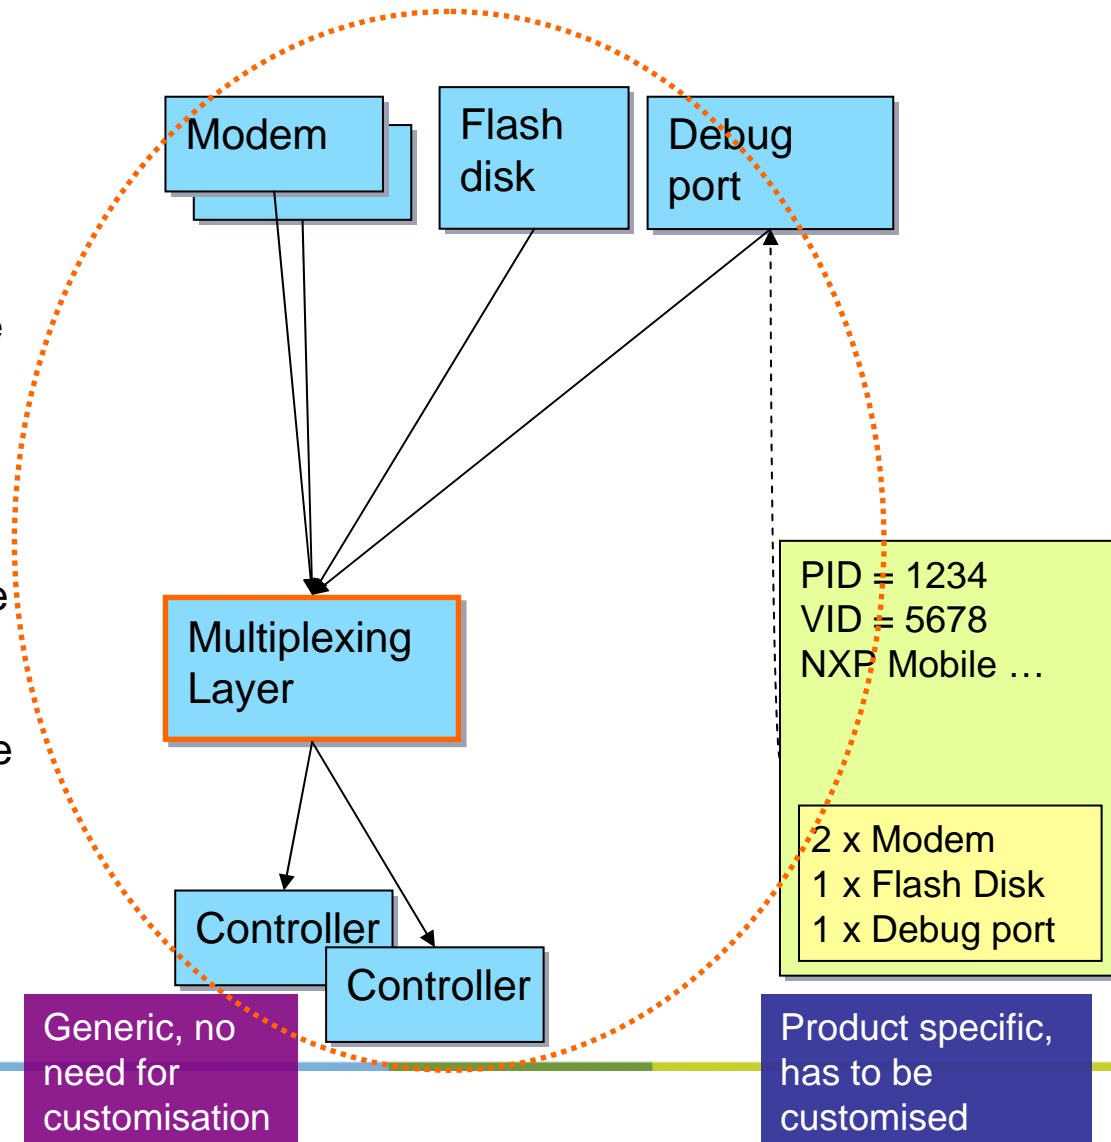 Modem
Flash
disk
Debug
port
e
e
e
Multiplexing
Layer
PID = 1234
VID = 5678
NXP Mobile …
2 x Modem
1 x Flash Disk
1 x Debug port
Controller
Controller
Generic, no
need for
customisation
Product specific,
has to be
customised